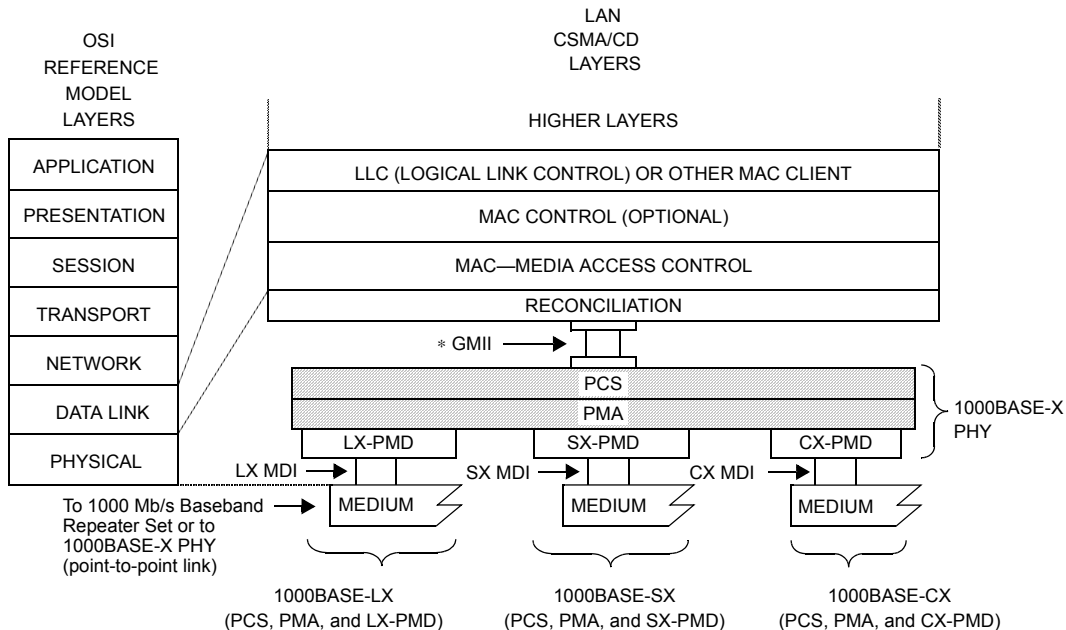 LAN
CSMA/CD
LAYERS
OSI
REFERENCE
MODEL
LAYERS
HIGHER LAYERS
APPLICATION
PRESENTATION
SESSION
TRANSPORT
NETWORK
DATA LINK
PHYSICAL
LLC (LOGICAL LINK CONTROL) OR OTHER MAC CLIENT
MAC CONTROL (OPTIONAL)
MAC—MEDIA ACCESS CONTROL
RECONCILIATION
* GMII
PCS
PMA
1000BASE-X
PHY
LX-PMD
SX-PMD
CX-PMD
LX MDI
SX MDI
CX MDI
MEDIUM
MEDIUM
MEDIUM
To 1000 Mb/s Baseband
Repeater Set or to
1000BASE-X PHY
(point-to-point link)
1000BASE-LX
(PCS, PMA, and LX-PMD)
1000BASE-SX
(PCS, PMA, and SX-PMD)
1000BASE-CX
(PCS, PMA, and CX-PMD)